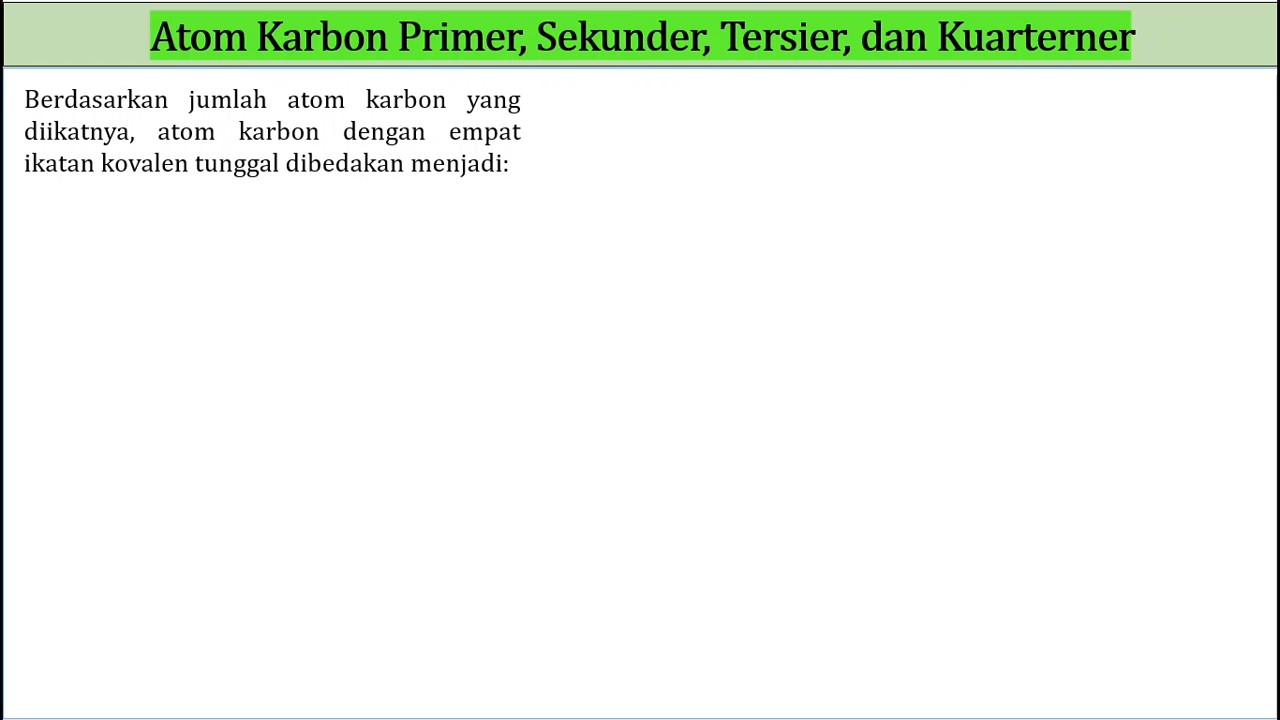 Atom Karbon Primer, Sekunder, Tersier, dan Kuarterner
Berdasarkan jumlah atom karbon yang
diikatnya, atom karbon dengan empat
ikatan kovalen tunggal dibedakan menjadi: